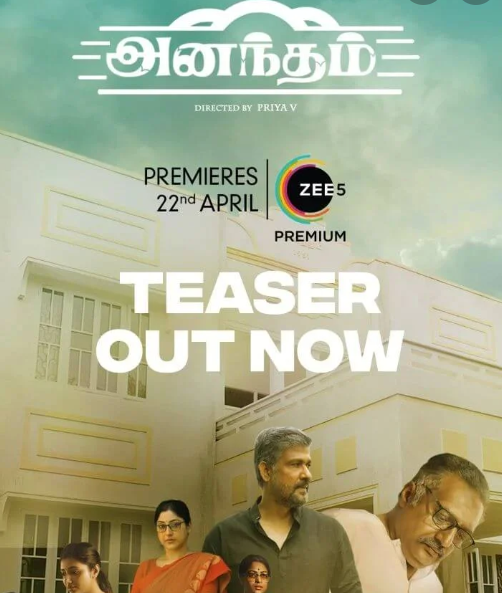 அனந்தம்
DIRECTED BY PRIYA V
PREMIERES
22nd APRIL
ZEE5
PREMIUM
TEASER
OUT NOW